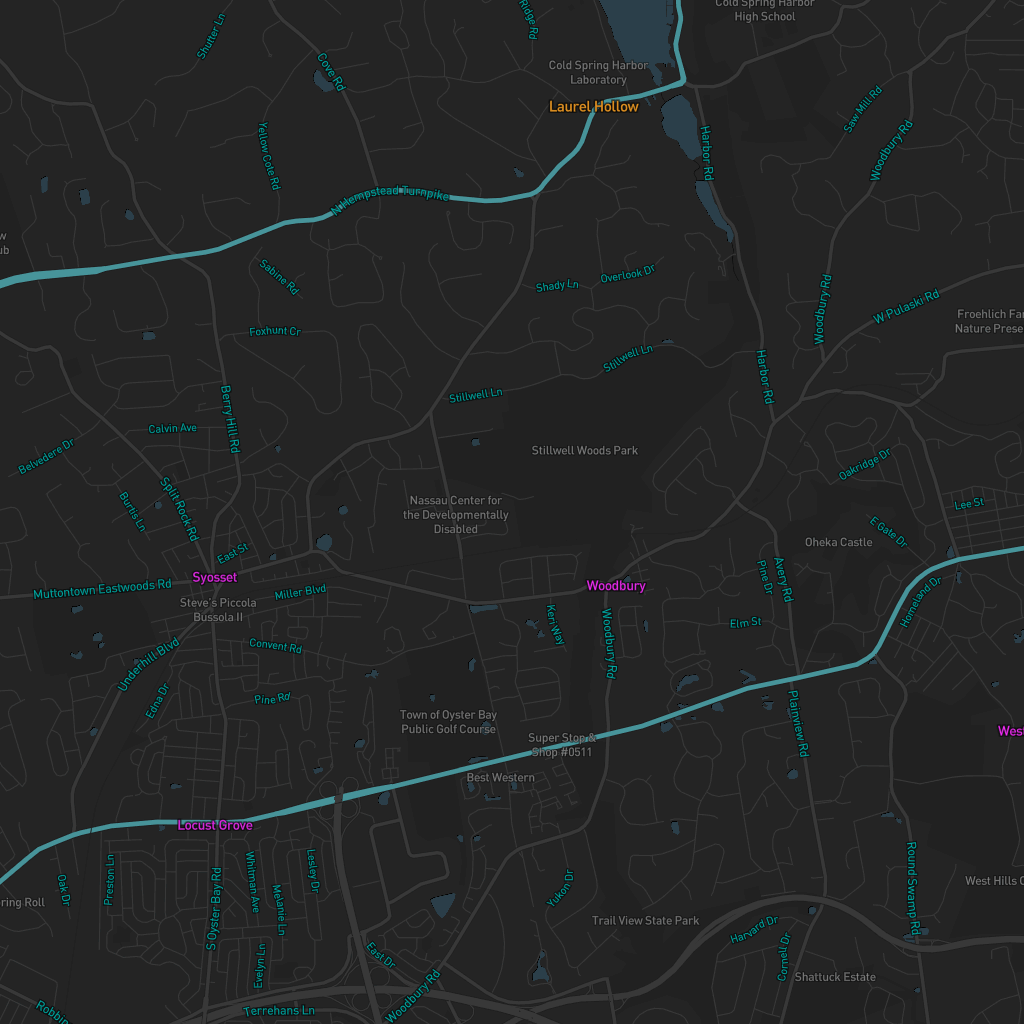 Cold Spring Harbor
High School
Ridge Rd
Shutter Ln
Cove Rd
Cold Spring Harbor
Laboratory
Laurel Hollow
Saw Mill Rd
Woodbury Rd
Harbor Rd
Yellow Cote Rd
N Hempstead Turnpike
Sabine Rd
Shady Ln
Overlook Dr
Woodbury Rd
W Pulaski Rd
Foxhunt Cr
Stillwell Ln
Harbor Rd
Stillwell Ln
Berry Hill Rd
Calvin Ave
Belvedere Dr
Stillwell Woods Park
Oakridge Dr
Split Rock Rd
Burtis Ln
Nassau Center for
the Developmentally
Disabled
Lee St
E Gate Dr
Oheka Castle
East St
Syosset
Muttontown Eastwoods Rd
Miller Blvd
Woodbury
Pine Dr
Avery Rd
Homeland Dr
Steve's Piccola
Bussola II
Keri Way
Woodbury Rd
Elm St
Convent Rd
Underhill Blvd
Edna Dr
Pine Rd
Plainview Rd
Town of Oyster Bay
Public Golf Course
Super Stop &
Shop #0511
Best Western
Locust Grove
Oak Dr
Preston Ln
S Oyster Bay Rd
Whitman Ave
Melanie Ln
Lesley Dr
Yukon Dr
Round Swamp Rd
Trail View State Park
Harvard Dr
Cornall Dr
Shattuck Estate
Evelyn Ln
East Dr
Woodbury Rd
Terrehans Ln